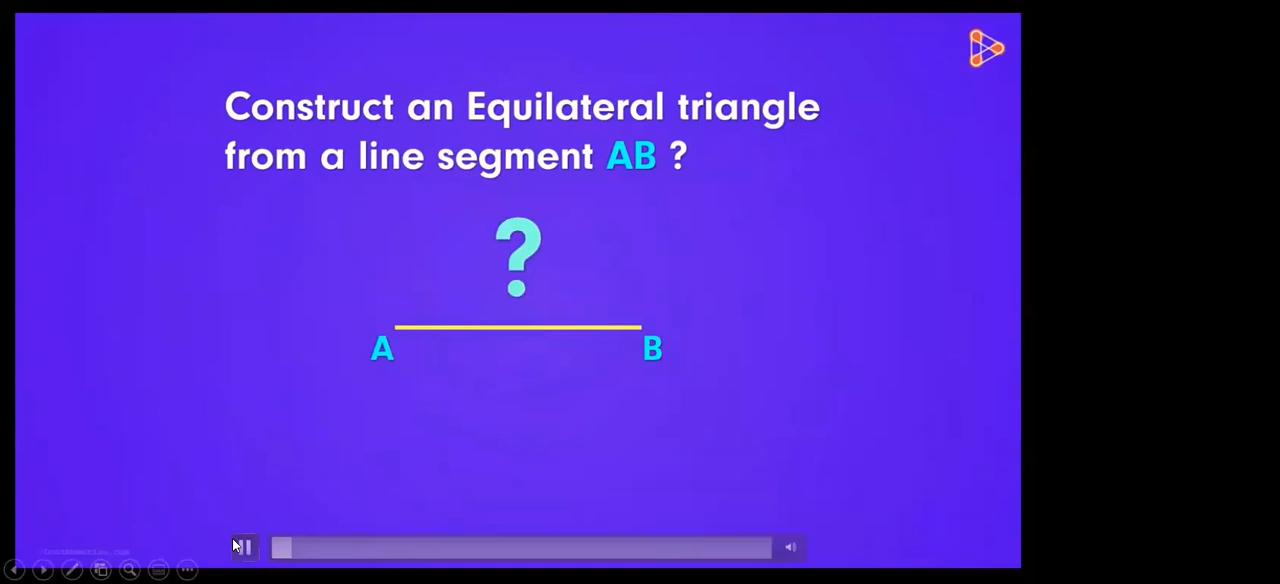 Construct an Equilateral triangle
from a line segment AB ?
?
A B